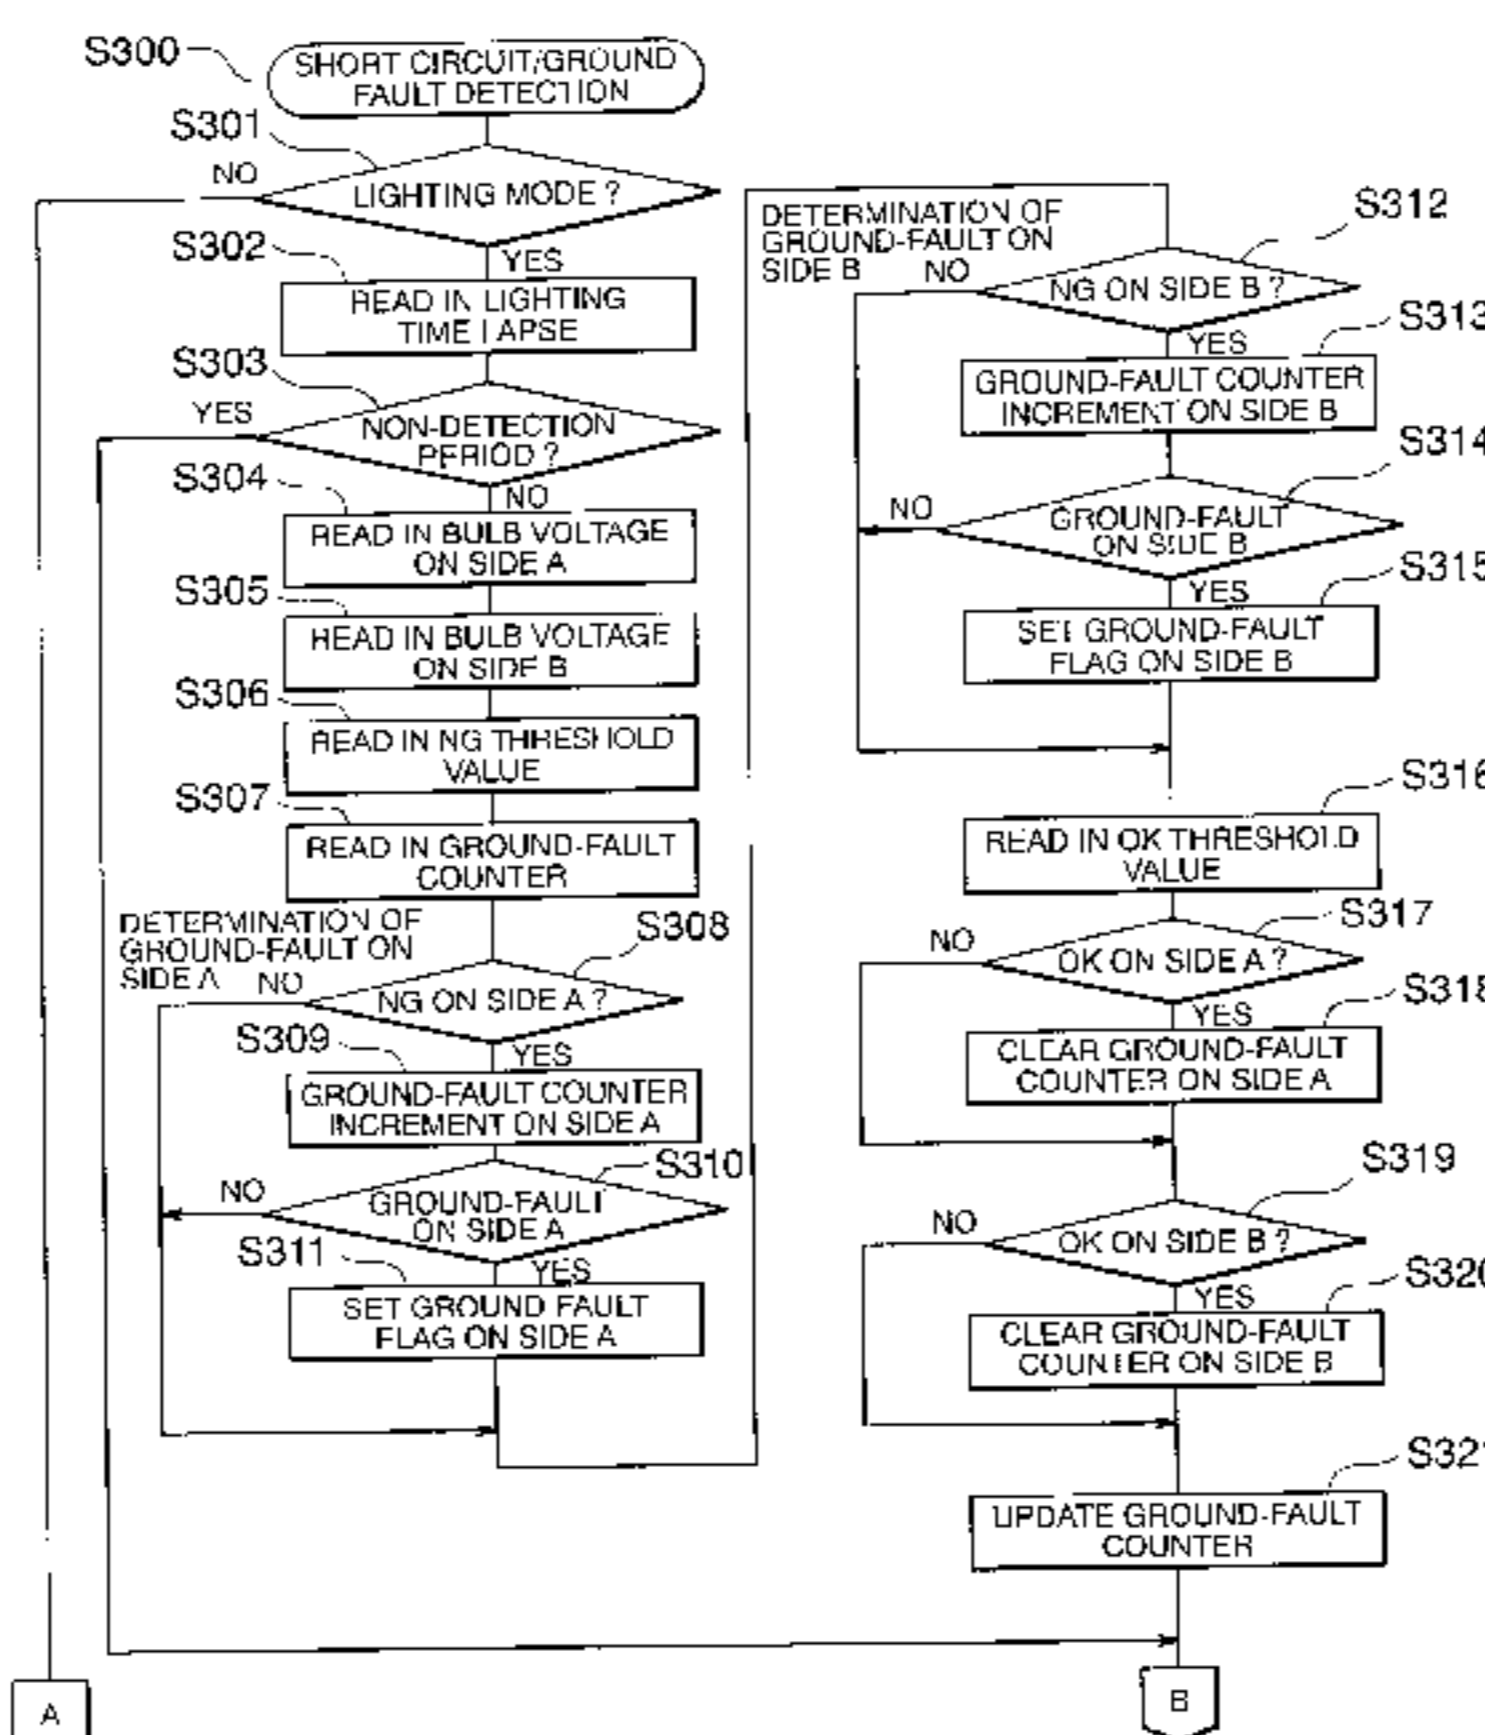 S300
SHORT CIRCUIT/GROUND
FAULT DETECTION
S301
NO
LIGHTING MODE ?
YES
S302
READ IN LIGHTING
TIME LAPSE
S303
YES
NON-DETECTION
PERIOD ?
NO
S304
READ IN BULB VOLTAGE
ON SIDE A
S305
READ IN BULB VOLTAGE
ON SIDE B
S306
READ IN NG THRESHOLD
VALUE
S307
READ IN GROUND-FAULT
COUNTER
DETERMINATION OF
GROUND-FAULT ON
SIDE A
S308
NO
NG ON SIDE A ?
YES
S309
GROUND-FAULT COUNTER
INCREMENT ON SIDE A
S310
NO
GROUND-FAULT
ON SIDE A
YES
S311
SET GROUND FAULT
FLAG ON SIDE A
A
DETERMINATION OF
GROUND-FAULT ON
SIDE B
S312
NO
NG ON SIDE B ?
YES
S313
GROUND-FAULT COUNTER
INCREMENT ON SIDE B
S314
NO
GROUND-FAULT
ON SIDE B
YES
S315
SET GROUND-FAULT
FLAG ON SIDE B
S316
READ IN OK THRESHOLD
VALUE
S317
NO
OK ON SIDE A ?
YES
S318
CLEAR GROUND-FAULT
COUNTER ON SIDE A
S319
NO
OK ON SIDE B ?
YES
S320
CLEAR GROUND-FAULT
COUNTER ON SIDE B
S321
UPDATE GROUND-FAULT
COUNTER
B